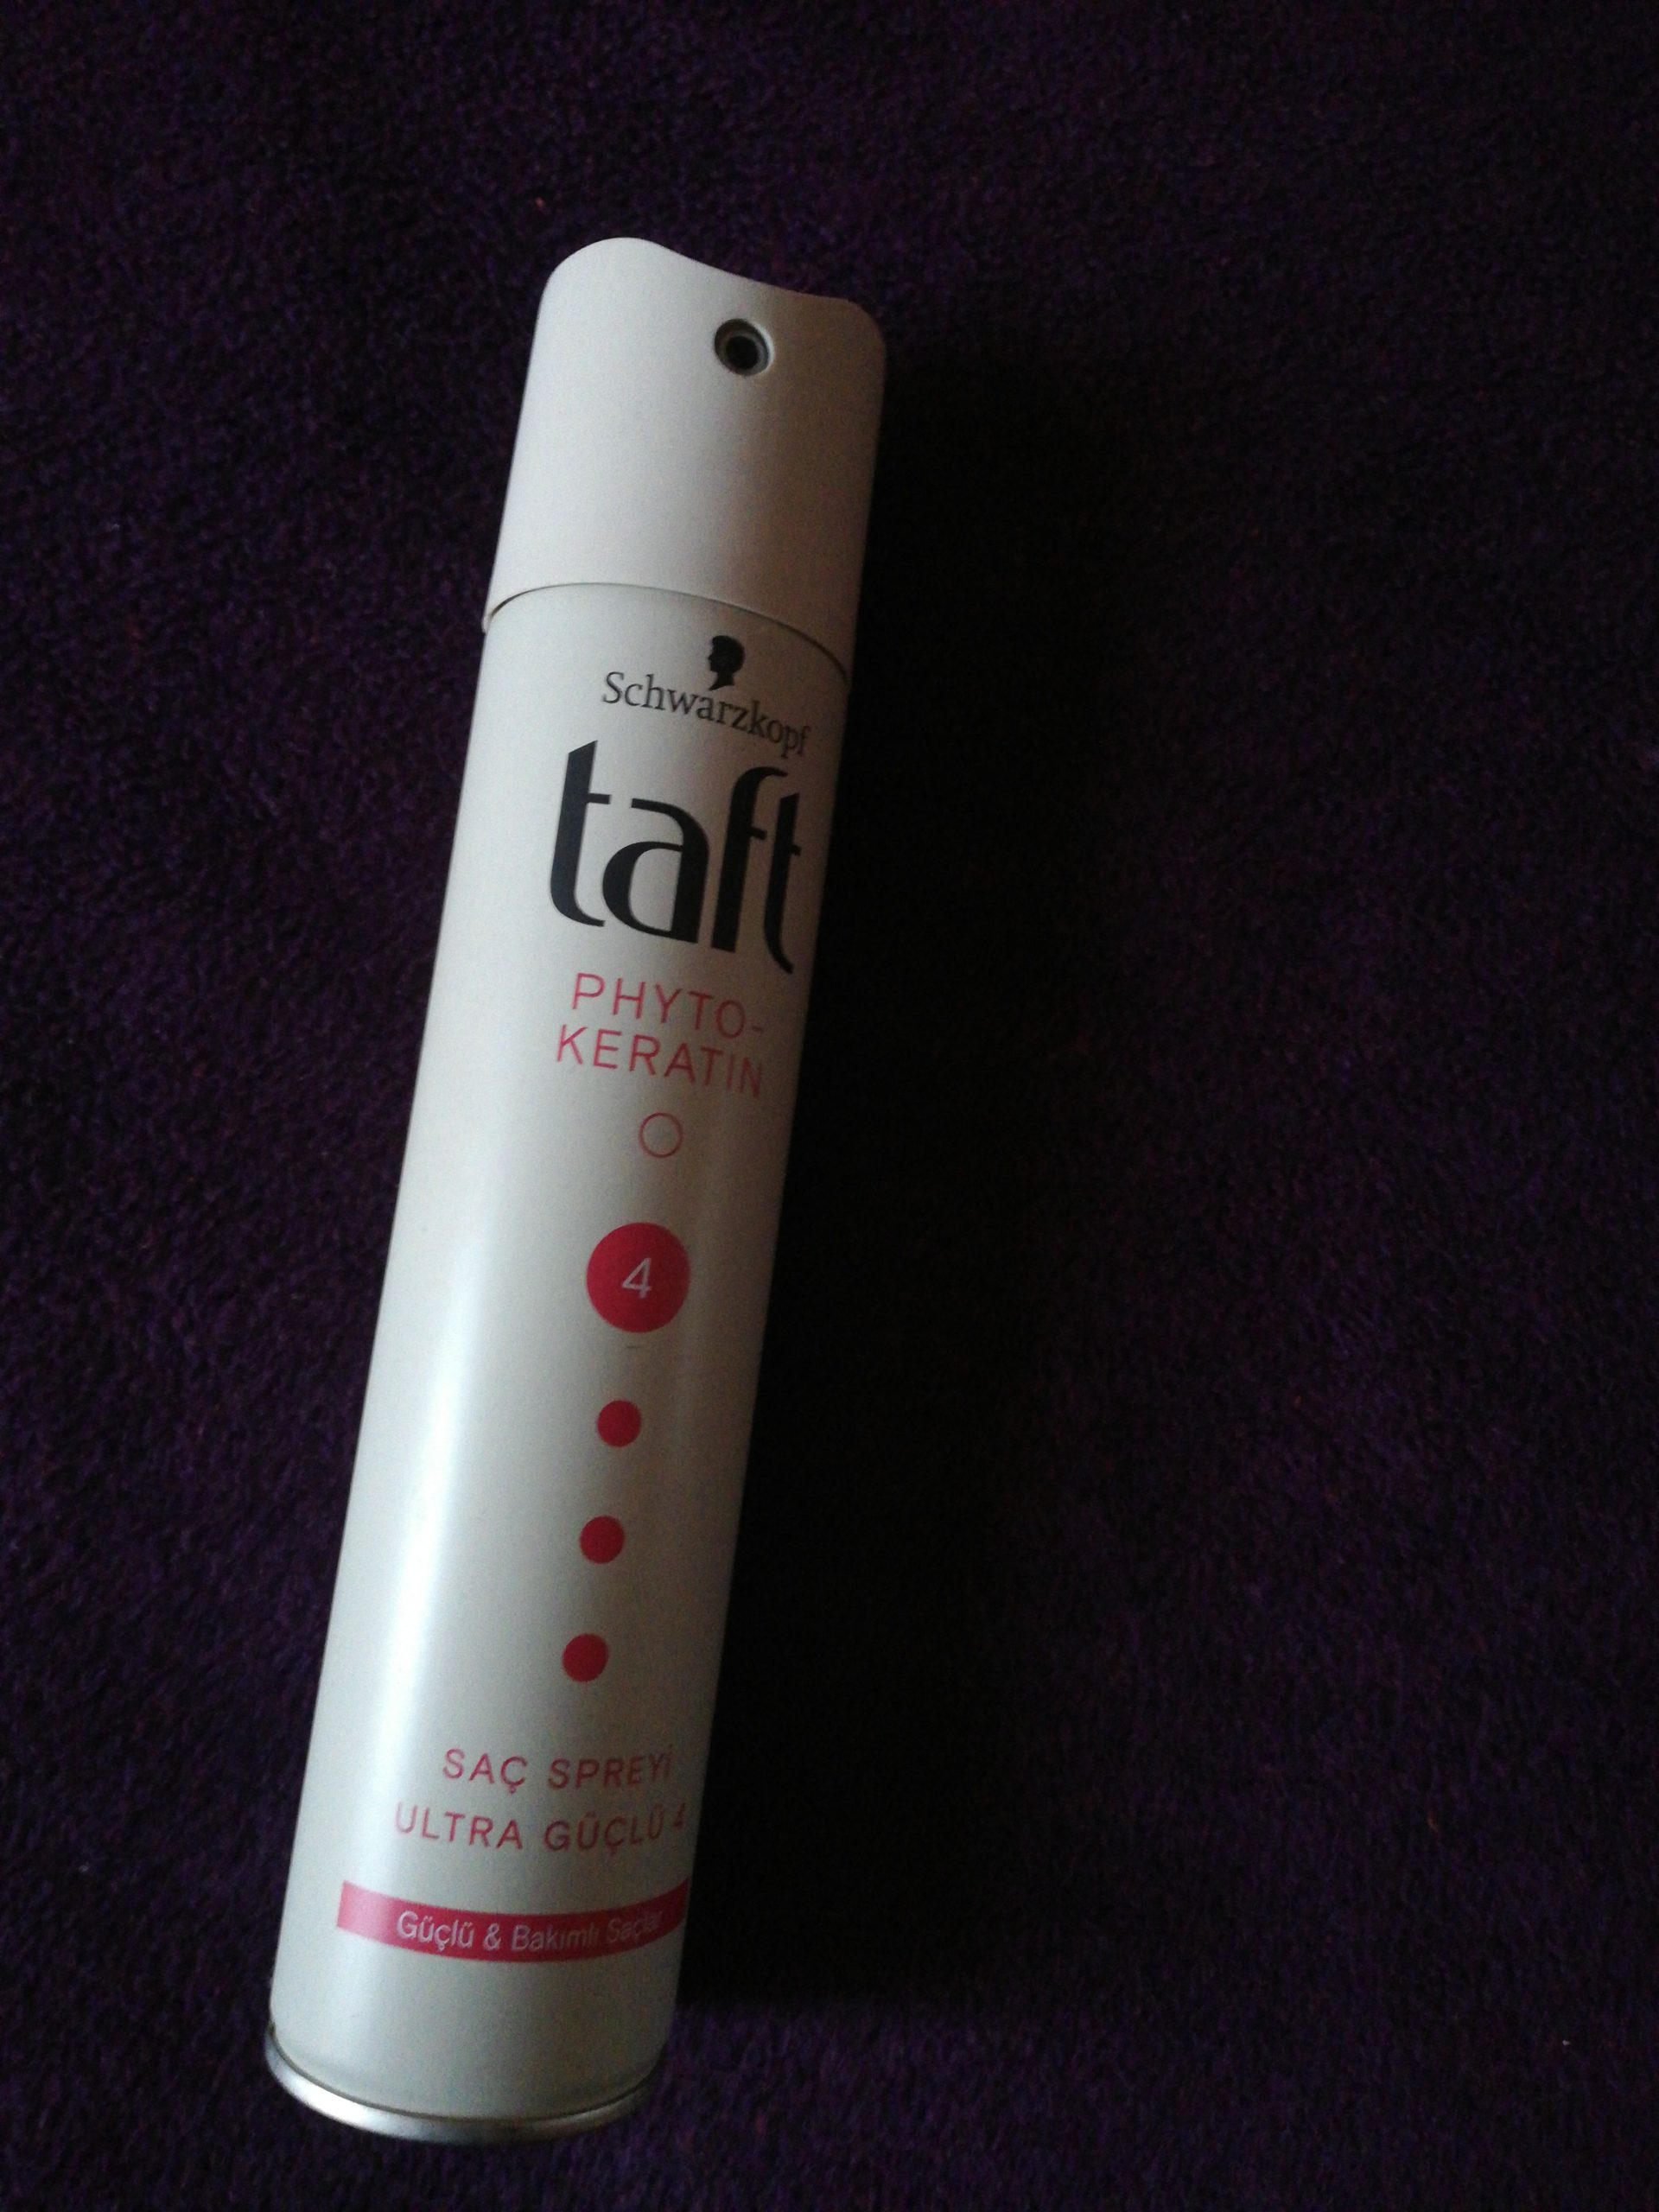 Schwarzkopf
taft
PHYTO-
KERATIN
4
SAÇ SPREYİ
ULTRA GÜÇLÜ 4
Güçlü & Bakımlı Saçlar